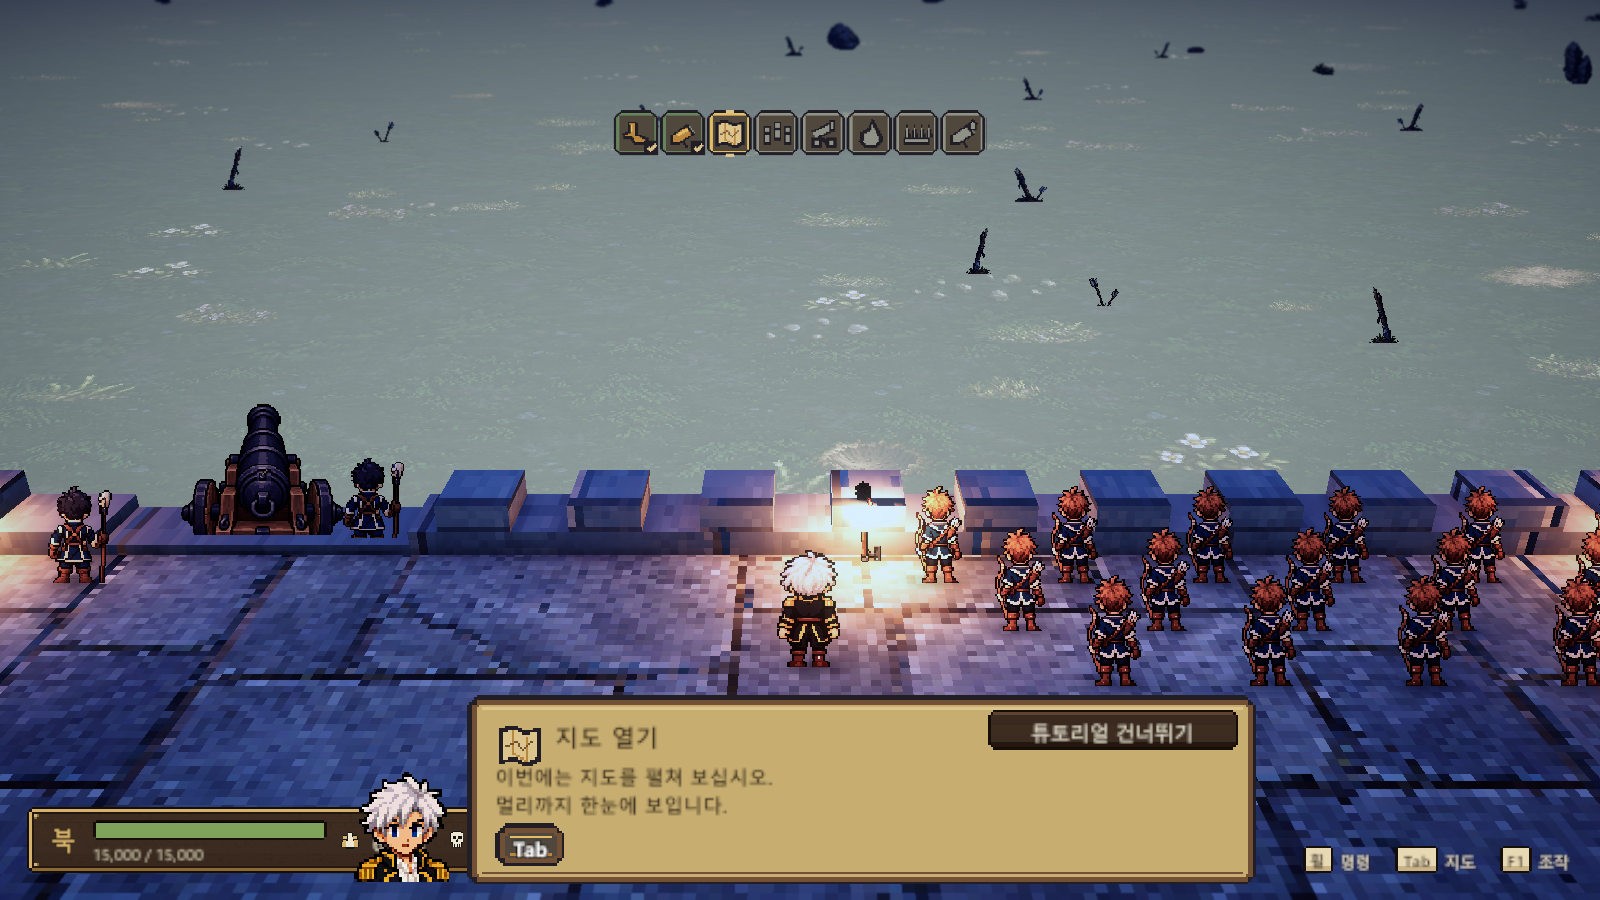 지도 열기
튜토리얼 건너뛰기
이번에는 지도를 펼쳐 보십시오.
멀리까지 한눈에 보입니다.
Tab
북
15,000 / 15,000
휠 명령 Tab 지도 F1 조작